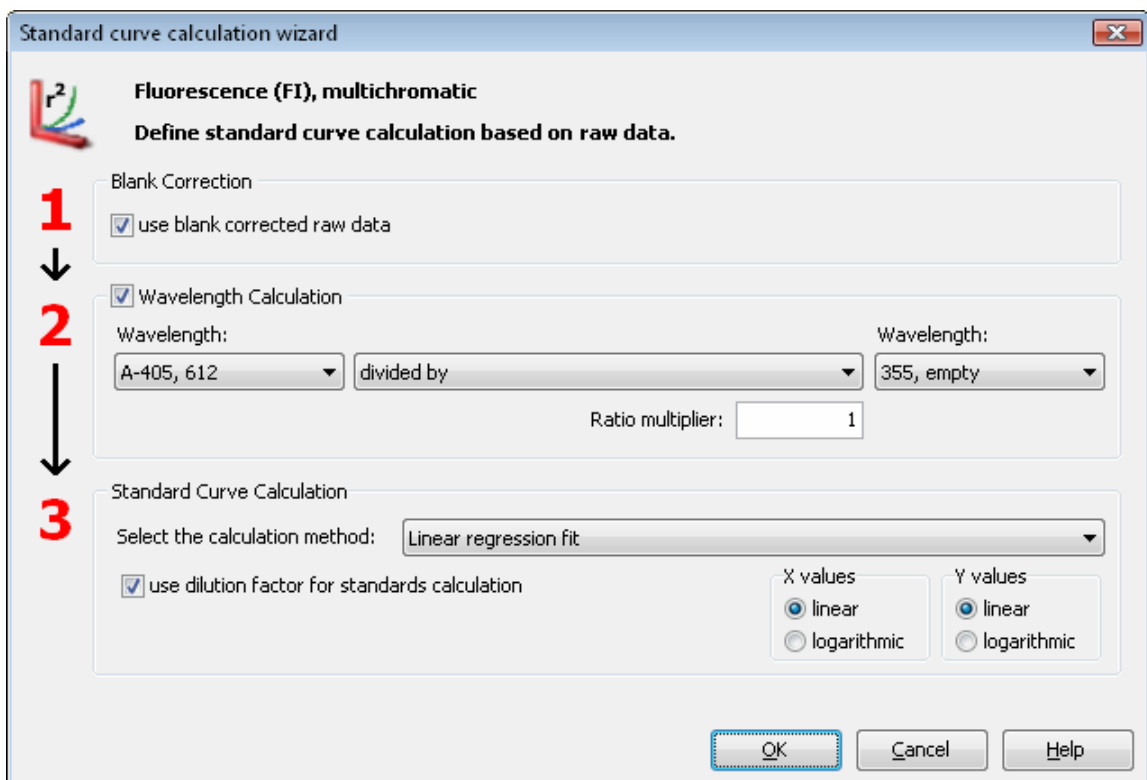 Standard curve calculation wizard
r²
Fluorescence (FI), multichromatic
Define standard curve calculation based on raw data.
1
Blank Correction
use blank corrected raw data
2
Wavelength Calculation
Wavelength: Wavelength:
A-405, 612 divided by 355, empty
Ratio multiplier: 1
3
Standard Curve Calculation
Select the calculation method: Linear regression fit
use dilution factor for standards calculation
X values Y values
linear linear
logarithmic logarithmic
OK Cancel Help